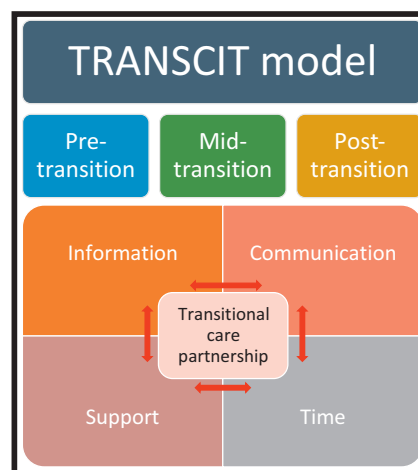 TRANSCIT model
Pre-
transition
Mid-
transition
Post-
transition
Information
Communication
Transitional
care
partnership
Support
Time